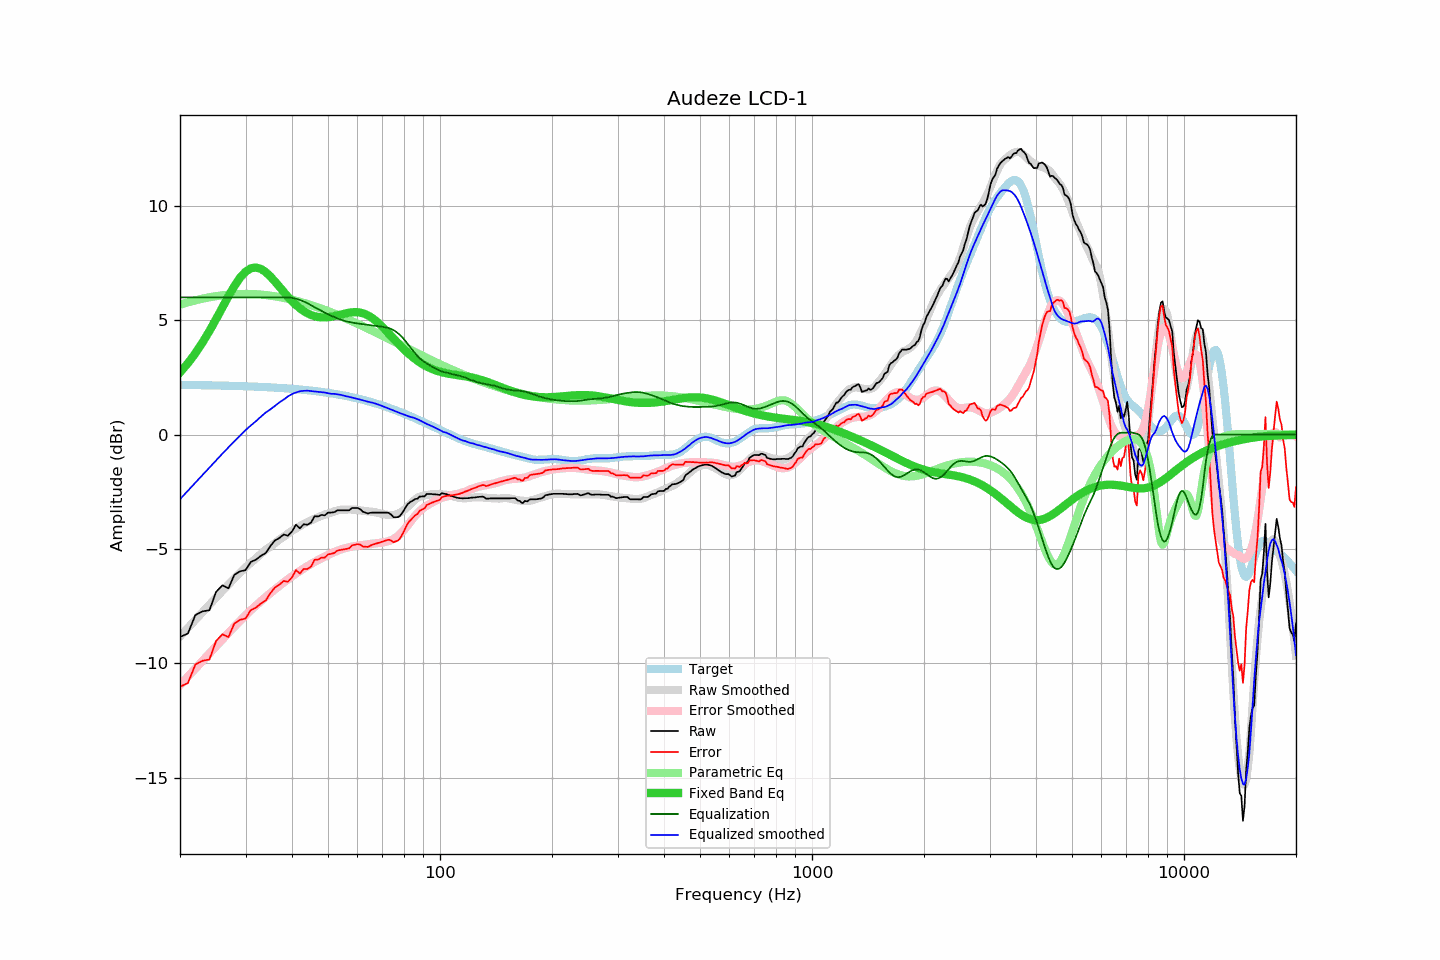 Audeze LCD-1
Amplitude (dBr)
10
5
0
−5
−10
−15
Target
Raw Smoothed
Error Smoothed
Raw
Error
Parametric Eq
Fixed Band Eq
Equalization
Equalized smoothed
100
1000
10000
Frequency (Hz)